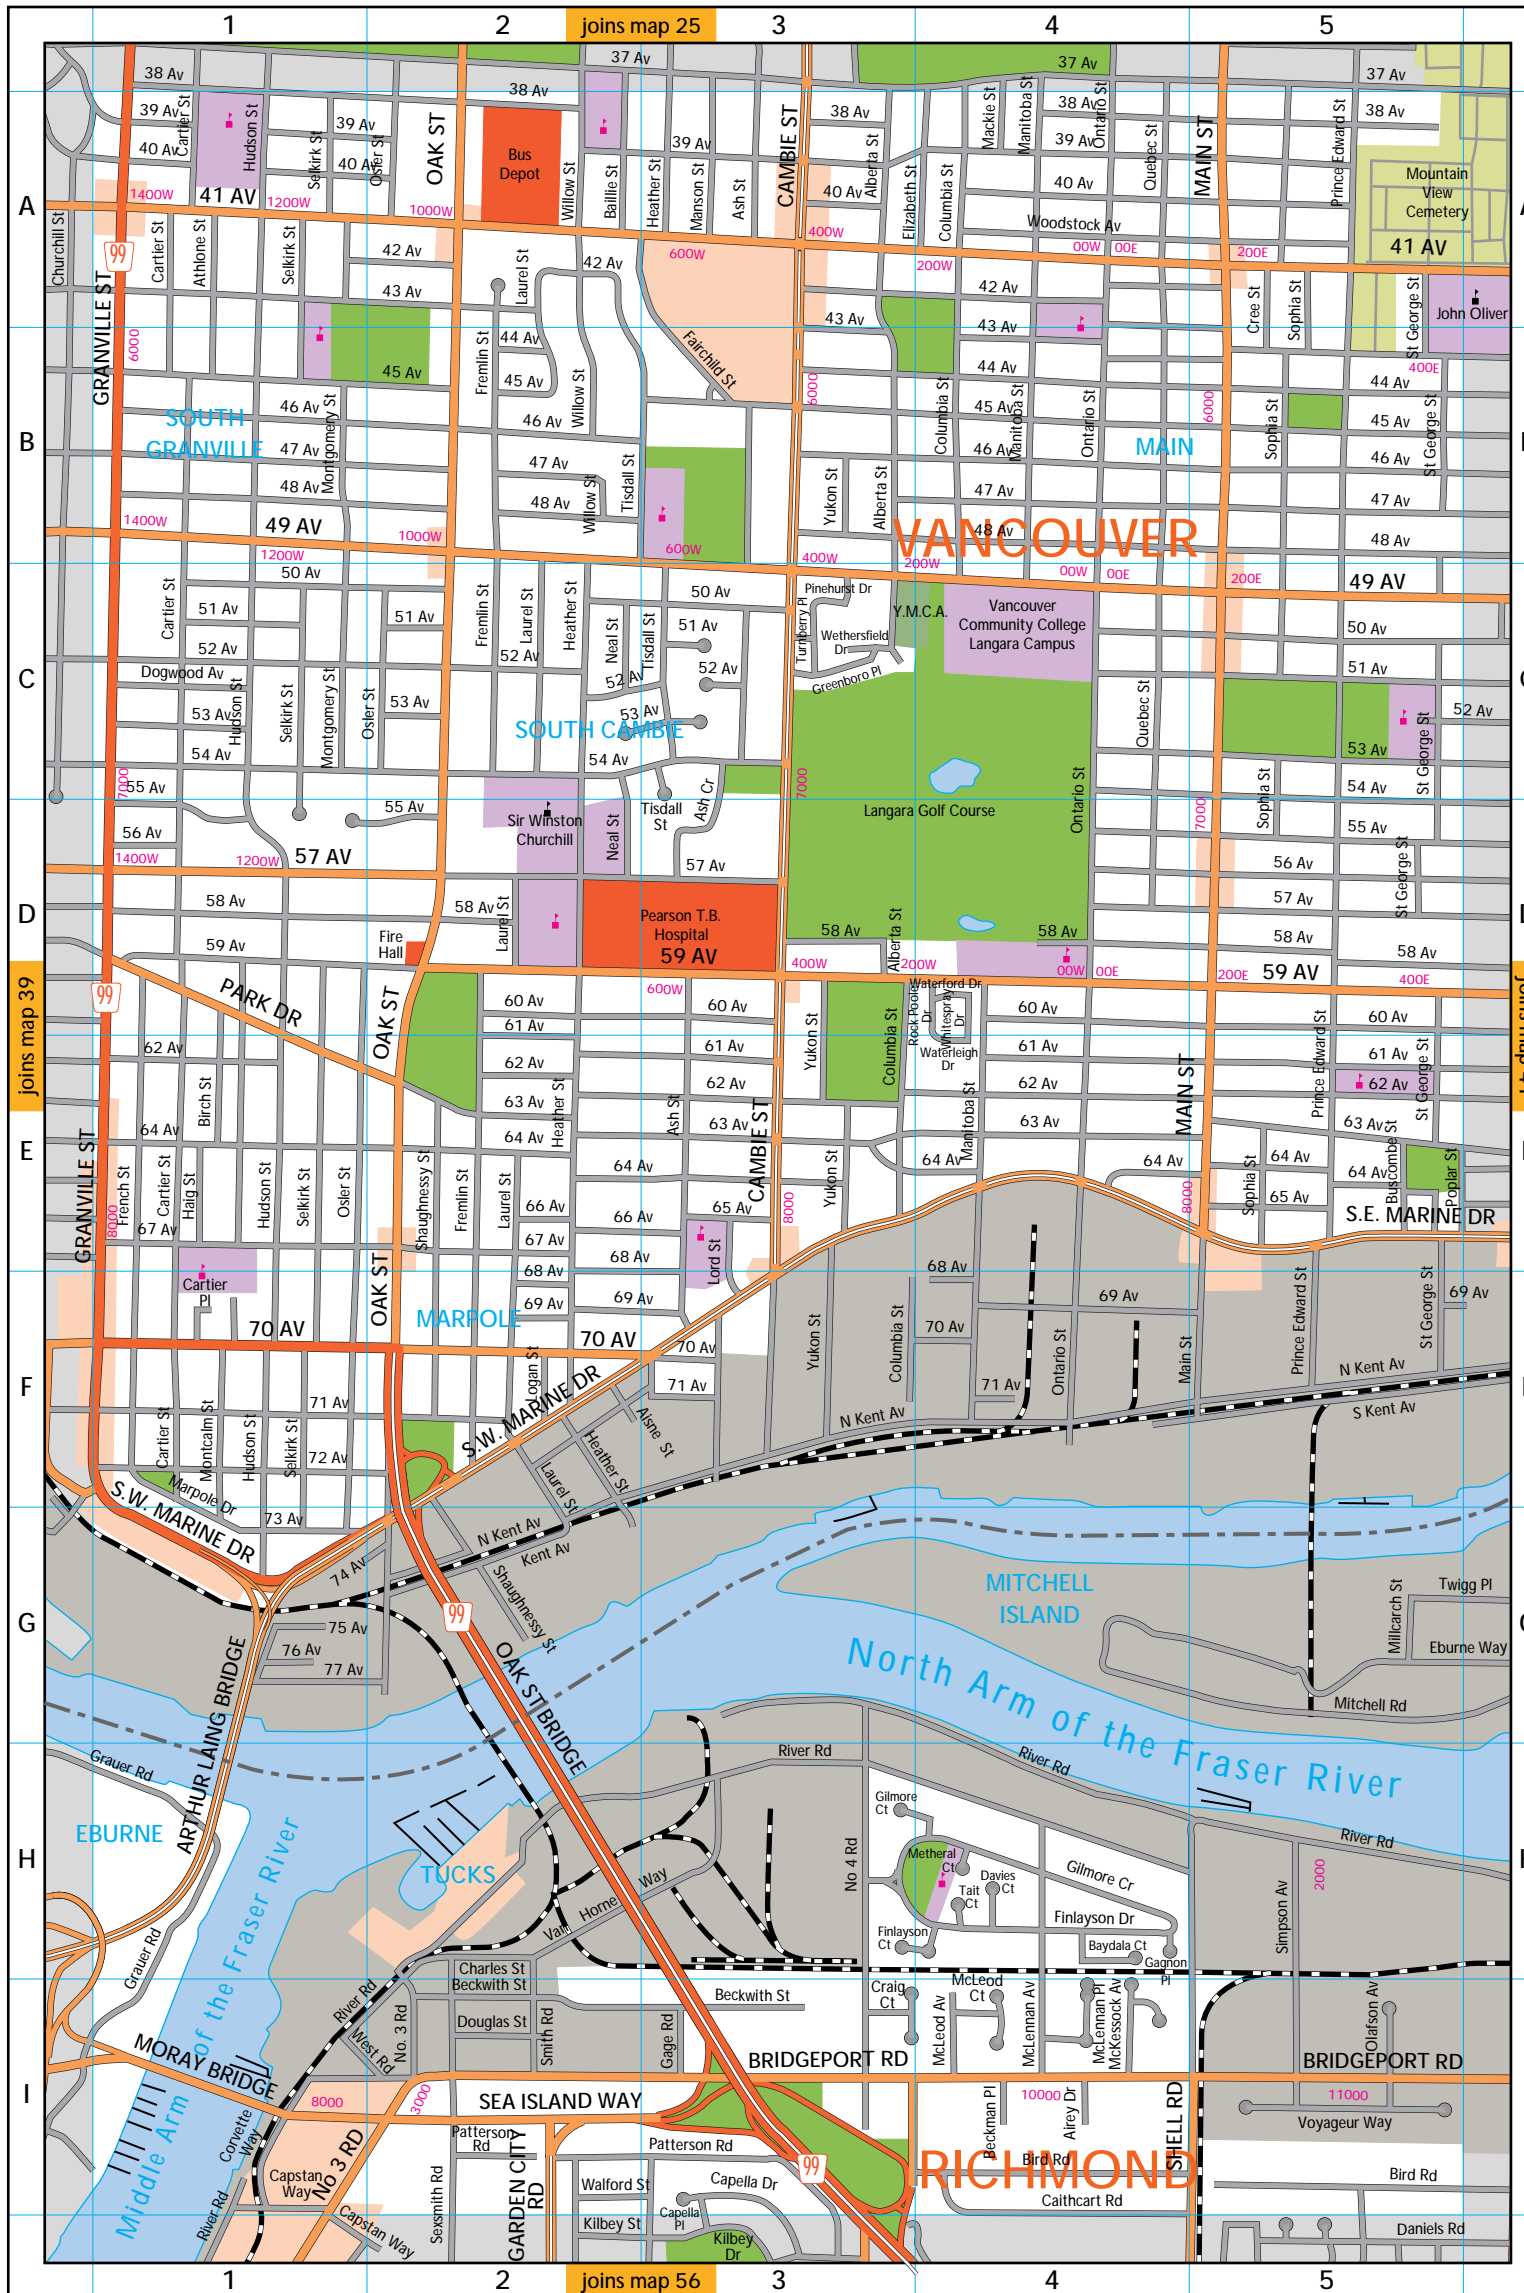 1
2
joins map 25
3
4
5
38 Av
37 Av
37 Av
37 Av
39 Av
Cartier St
Hudson St
39 Av
38 Av
38 Av
Mackie St
Manitoba St
38 Av
Ontario St
38 Av
40 Av
Selkirk St
40 Av
Osler St
OAK ST
Bus
Depot
Willow St
Baillie St
Heather St
39 Av
Manson St
Ash St
CAMBIE ST
Alberta St
39 Av
Quebec St
MAIN ST
Prince Edward St
Mountain
View
Cemetery
A
1400W
41 AV
1200W
1000W
40 Av
Elizabeth St
Columbia St
40 Av
Woodstock Av
Churchill St
99
Cartier St
Athlone St
Selkirk St
42 Av
Laurel St
42 Av
600W
400W
200W
00W
00E
200E
41 AV
GRANVILLE ST
43 Av
42 Av
Cree St
Sophia St
St George St
John Oliver
6000
44 Av
Fremlin St
Fairchild St
43 Av
43 Av
45 Av
45 Av
Willow St
6000
44 Av
400E
44 Av
SOUTH
GRANVILLE
46 Av
Montgomery St
46 Av
Columbia St
45 Av
Manitoba St
Ontario St
6000
Sophia St
45 Av
St George St
B
47 Av
47 Av
Tisdall St
46 Av
MAIN
46 Av
48 Av
48 Av
Willow St
Yukon St
Alberta St
47 Av
47 Av
1400W
49 AV
1000W
VANCOUVER
48 Av
48 Av
1200W
50 Av
600W
400W
200W
00W
00E
200E
49 AV
Cartier St
51 Av
51 Av
Fremlin St
Laurel St
Heather St
50 Av
Pinehurst Dr
Y.M.C.A.
Vancouver
Community College
Langara Campus
50 Av
52 Av
52 Av
Neal St
Tisdall St
51 Av
Turnberry Pl
Wethersfield
Dr
51 Av
C
Dogwood Av
Hudson St
Selkirk St
Montgomery St
Osler St
53 Av
52 Av
52 Av
Greenboro Pl
53 Av
SOUTH CAMBIE
53 Av
Quebec St
52 Av
54 Av
54 Av
53 Av
St George St
7000
55 Av
55 Av
Tisdall
St
Ash Cr
7000
Langara Golf Course
Ontario St
7000
Sophia St
54 Av
56 Av
Sir Winston
Churchill
Neal St
55 Av
1400W
1200W
57 AV
57 Av
56 Av
St George St
57 Av
D
58 Av
58 Av
Laurel St
Pearson T.B.
Hospital
58 Av
Alberta St
58 Av
58 Av
59 Av
Fire
Hall
59 AV
400W
200W
00W
00E
200E
59 AV
58 Av
400E
joins map 39
99
PARK DR
OAK ST
60 Av
600W
60 Av
Waterford Dr
60 Av
60 Av
61 Av
Yukon St
Columbia St
Rock Poole
Dr
Whitespray
Dr
62 Av
61 Av
Waterleigh
Dr
61 Av
Prince Edward St
61 Av
Birch St
62 Av
62 Av
62 Av
62 Av
St George St
64 Av
63 Av
Heather St
Ash St
63 Av
CAMBIE ST
Manitoba St
63 Av
MAIN ST
63 Av
E
64 Av
64 Av
64 Av
64 Av
64 Av
64 Av
Buscombe St
Poplar St
GRANVILLE ST
French St
Cartier St
Haig St
Hudson St
Selkirk St
Osler St
Shaughnessy St
Fremlin St
Laurel St
66 Av
66 Av
65 Av
Yukon St
8000
8000
Sophia St
65 Av
S.E. MARINE DR
8000
67 Av
67 Av
68 Av
Lord St
Cartier
Pl
OAK ST
MARPOLE
68 Av
68 Av
69 Av
69 Av
69 Av
69 Av
70 AV
70 AV
70 Av
Yukon St
Columbia St
70 Av
Ontario St
Main St
Prince Edward St
St George St
F
71 Av
Logan St
S.W. MARINE DR
71 Av
71 Av
N Kent Av
Cartier St
Montcalm St
Hudson St
Selkirk St
72 Av
Aisne St
N Kent Av
S Kent Av
Marpole Dr
Heather St
Laurel St
S.W. MARINE DR
73 Av
N Kent Av
Kent Av
74 Av
Shaughnessy St
MITCHELL
ISLAND
Millcarch St
Twigg Pl
G
99
75 Av
76 Av
77 Av
OAK ST BRIDGE
Eburne Way
North Arm of the Fraser River
Mitchell Rd
ARTHUR LAING BRIDGE
Grauer Rd
River Rd
River Rd
Gilmore
Ct
EBURNE
TUCKS
No 4 Rd
Metheral
Ct
Gilmore Cr
River Rd
H
Van Horne Way
Tait
Ct
Davies
Ct
2000
Finlayson
Ct
Finlayson Dr
Simpson Av
Baydala Ct
Gagnon
Pl
Grauer Rd
Charles St
Beckwith St
River Rd
Beckwith St
Craig
Ct
McLeod
Ct
McLeod Av
McLennan Av
McLennan Pl
McKessock Av
Olafson Av
No. 3 Rd
Douglas St
Smith Rd
Gage Rd
West Rd
BRIDGEPORT RD
BRIDGEPORT RD
MORAY BRIDGE
I
8000
3000
SEA ISLAND WAY
Beckman Pl
10000
Airey Dr
SHELL RD
11000
Voyageur Way
Corvette
Way
Patterson
Rd
Patterson Rd
99
RICHMOND
Bird Rd
Bird Rd
Middle Arm of the Fraser River
Capstan
Way
No 3 RD
Sexsmith Rd
GARDEN CITY
RD
Walford St
Capella Dr
Caithcart Rd
River Rd
Capstan Way
Kilbey St
Capella
Pl
Kilbey
Dr
Daniels Rd
1
2
joins map 56
3
4
5